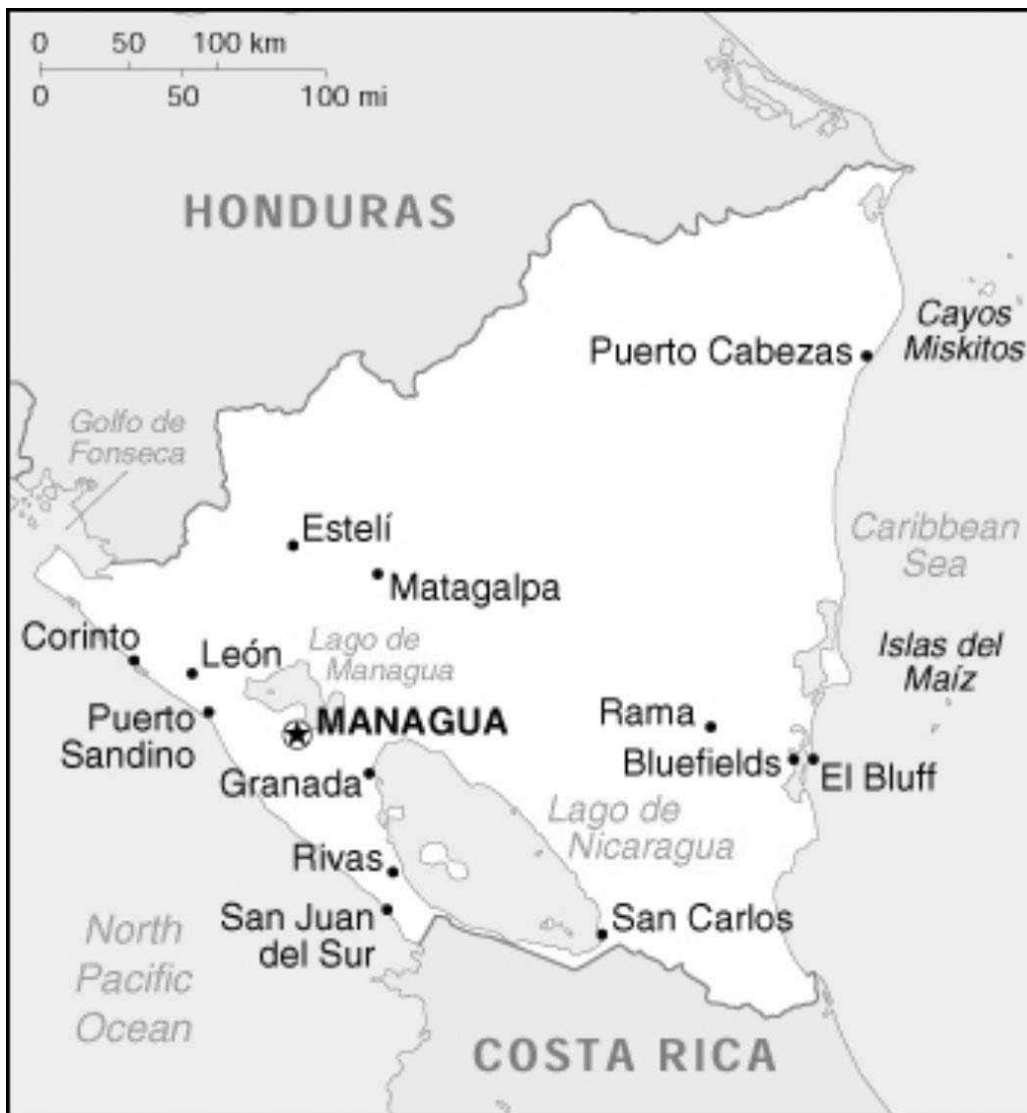 0 50 100 km
0 50 100 mi
HONDURAS
Cayos
Miskitos
Puerto Cabezas
Golfo de
Fonseca
Estelí
Caribbean
Sea
Matagalpa
Corinto
León
Lago de
Managua
Islas del
Maíz
Puerto
Sandino
MANAGUA
Rama
Bluefields
El Bluff
Granada
Lago de
Nicaragua
Rivas
San Juan
del Sur
San Carlos
North
Pacific
Ocean
COSTA RICA